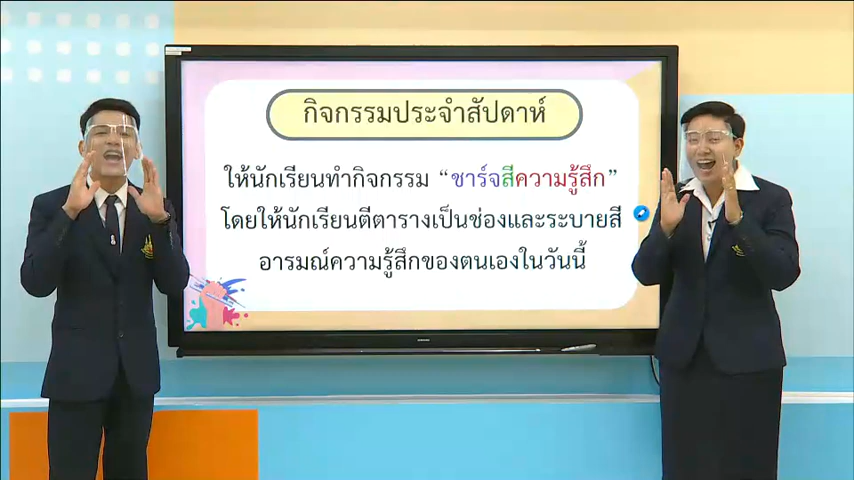 กิจกรรมประจำสัปดาห์
ให้นักเรียนทำกิจกรรม “ชาร์จสีความรู้สึก”
โดยให้นักเรียนตีตารางเป็นช่องและระบายสี
อารมณ์ความรู้สึกของตนเองในวันนี้